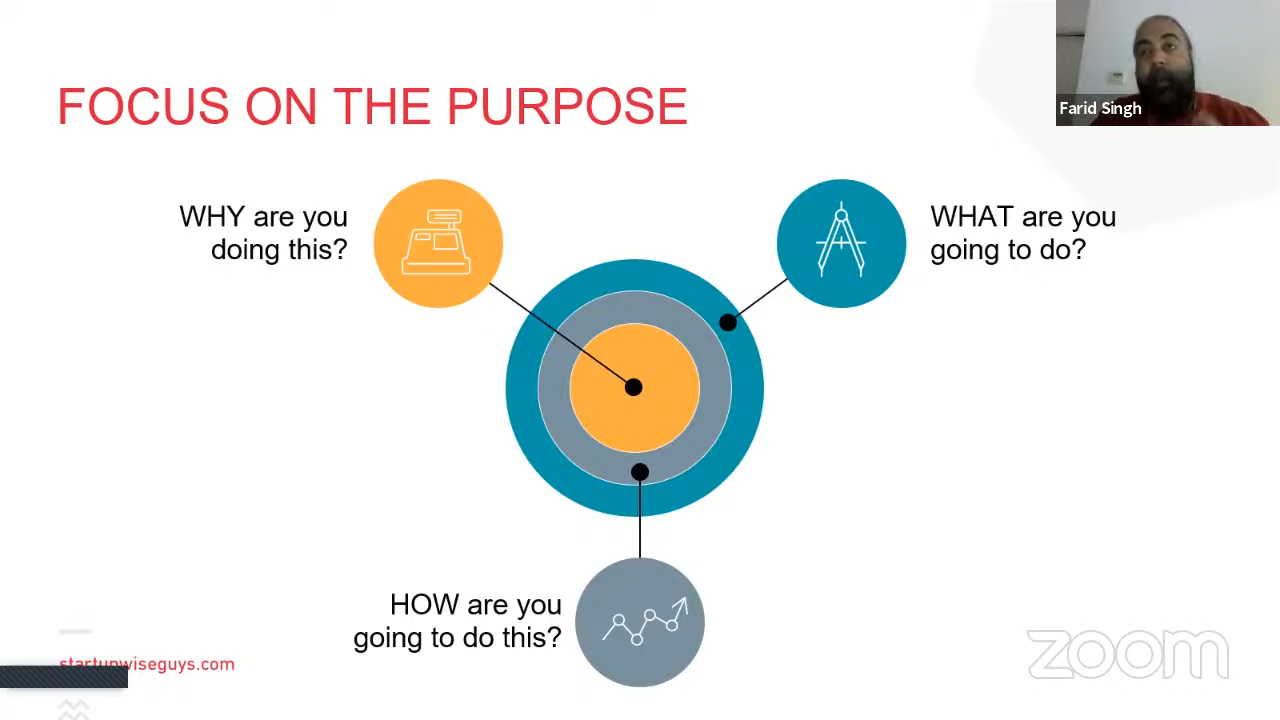 FOCUS ON THE PURPOSE
Farid Singh
WHY are you
doing this?
WHAT are you
going to do?
HOW are you
going to do this?
startupwiseguys.com
zoom